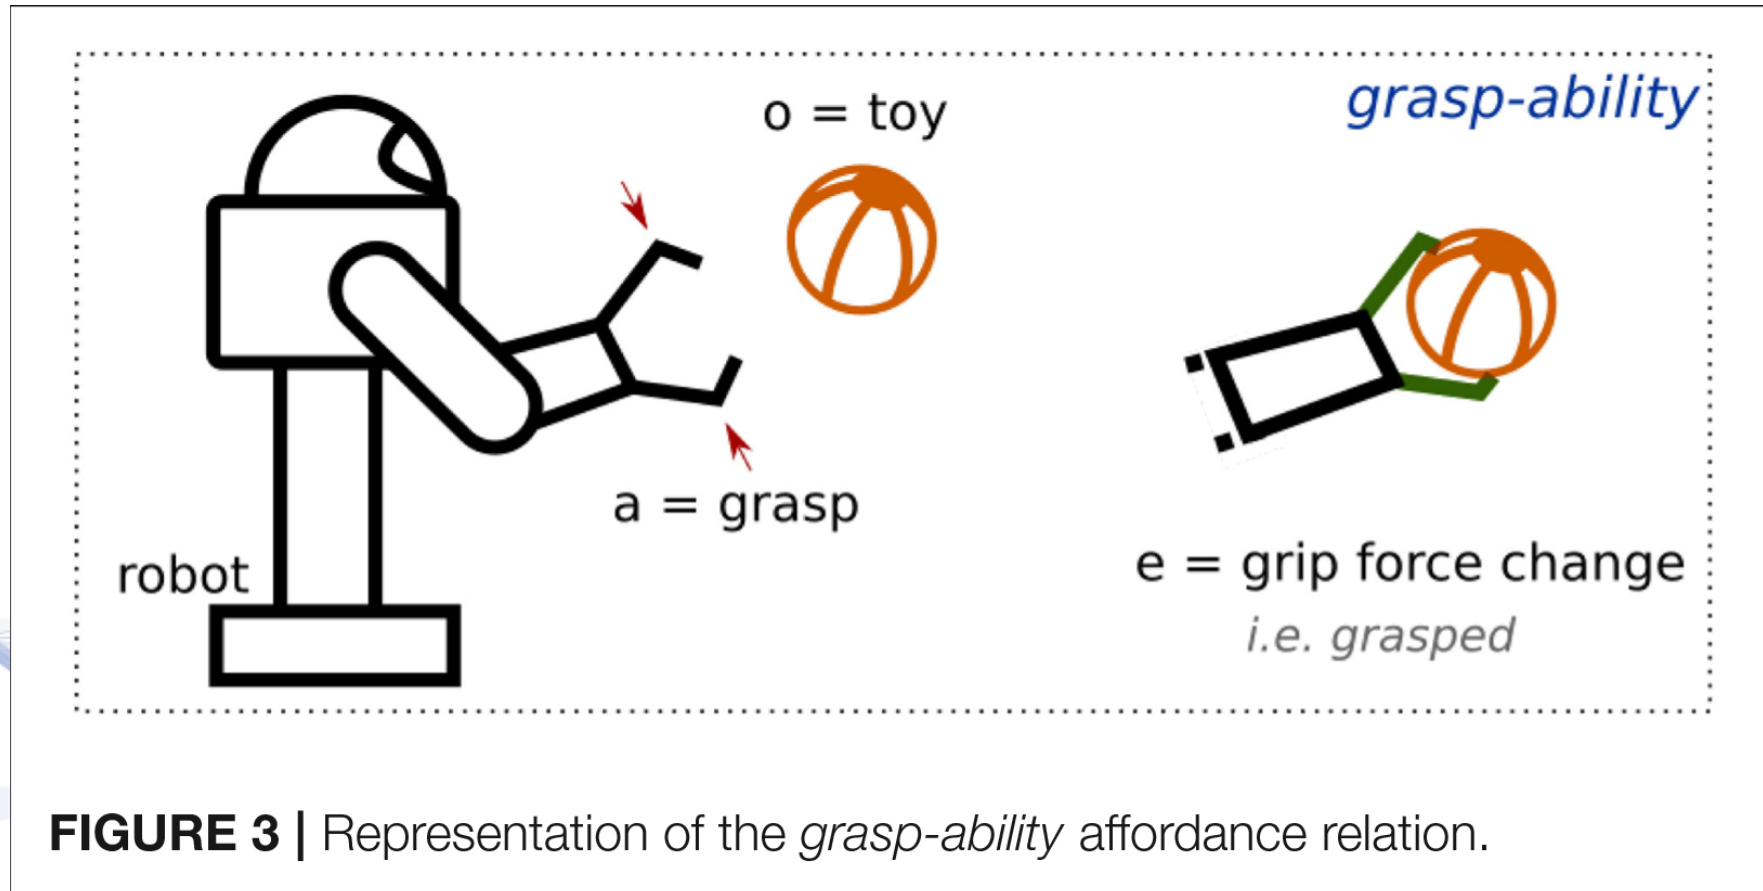 o = toy
grasp-ability
a = grasp
robot
e = grip force change
i.e. grasped
FIGURE 3 | Representation of the grasp-ability affordance relation.